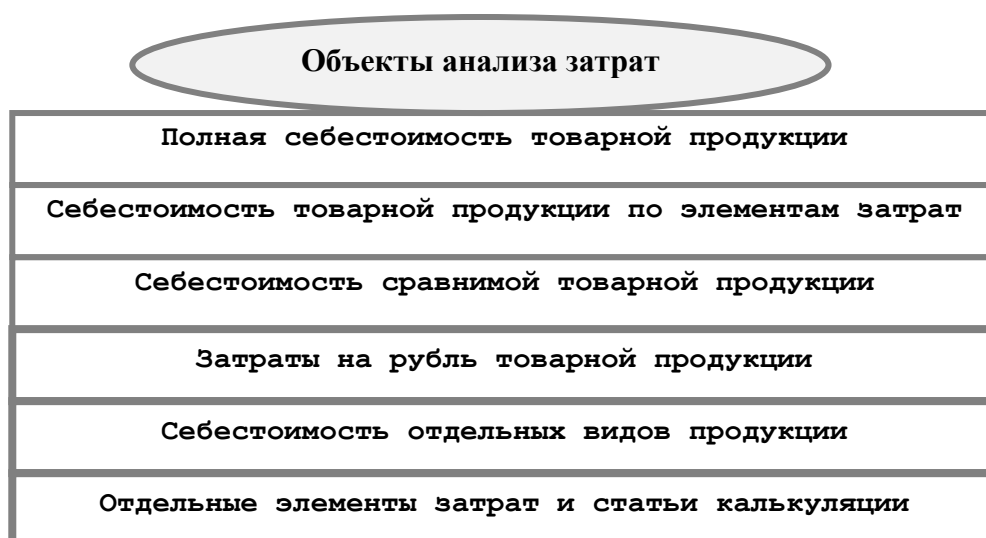 Объекты анализа затрат
Полная себестоимость товарной продукции
Себестоимость товарной продукции по элементам затрат
Себестоимость сравнимой товарной продукции
Затраты на рубль товарной продукции
Себестоимость отдельных видов продукции
Отдельные элементы затрат и статьи калькуляции